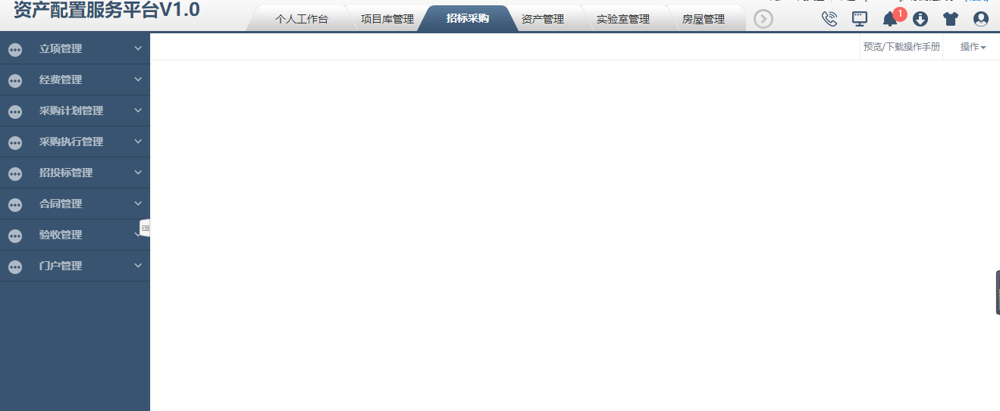 资产配置服务平台V1.0
个人工作台 项目库管理 招标采购 资产管理 实验室管理 房屋管理
1
预览/下载操作手册 操作
立项管理
经费管理
采购计划管理
采购执行管理
招投标管理
合同管理
验收管理
门户管理